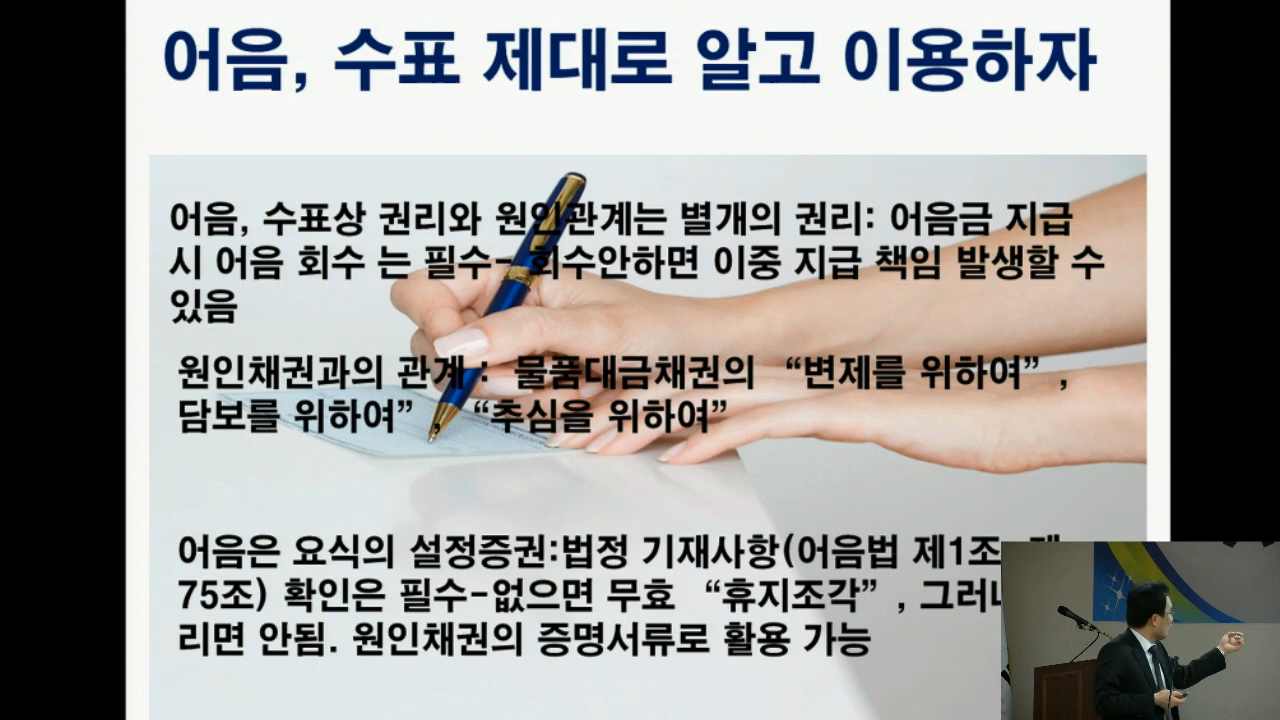 어음, 수표 제대로 알고 이용하자
어음, 수표상 권리와 원인관계는 별개의 권리: 어음금 지급
시 어음 회수 는 필수- 회수안하면 이중 지급 책임 발생할 수
있음
원인채권과의 관계 : 물품대금채권의 “변제를 위하여” ,
담보를 위하여” , “추심을 위하여”
어음은 요식의 설정증권:법정 기재사항(어음법 제1조,
75조) 확인은 필수-없으면 무효 “휴지조각” ,
리면 안됨. 원인채권의 증명서류로 활용 가능